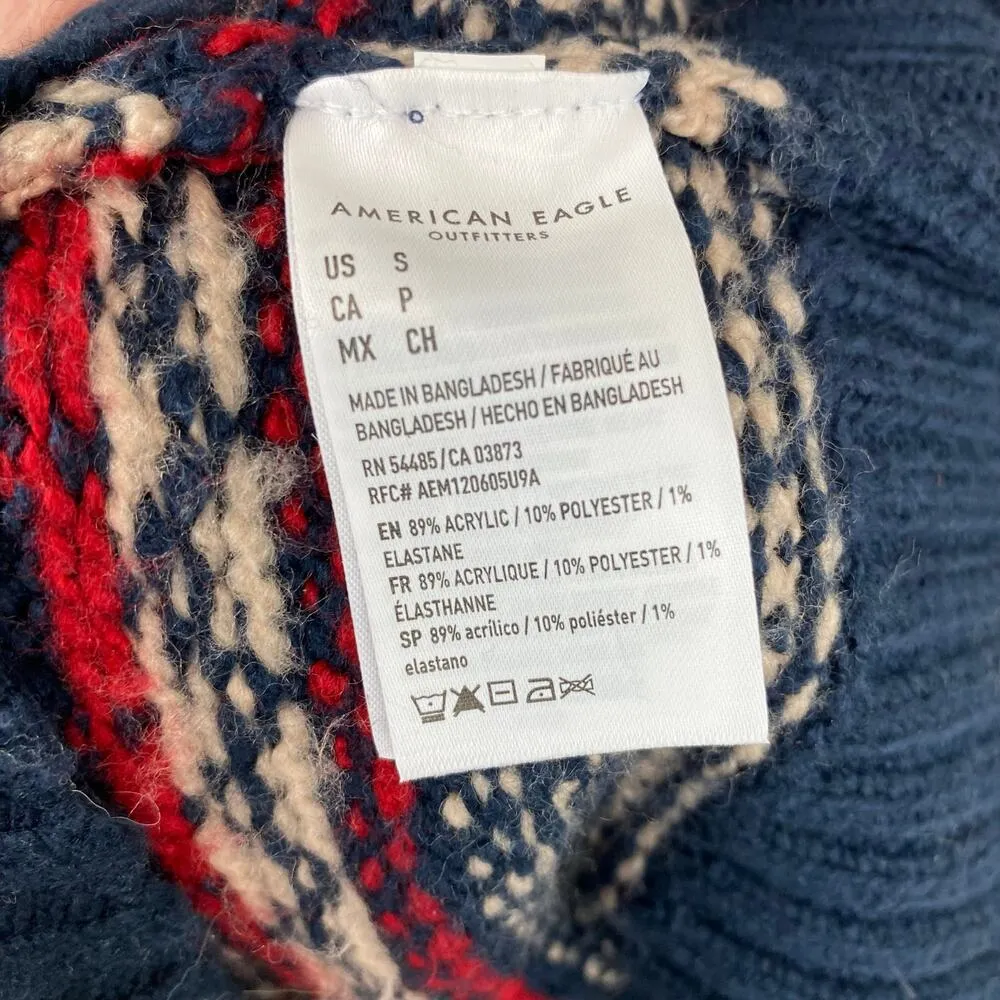 AMERICAN EAGLE
OUTFITTERS
US S
CA P
MX CH
MADE IN BANGLADESH / FABRIQUÉ AU
BANGLADESH / HECHO EN BANGLADESH
RN 54485/CA 03873
RFC# AEM120605U9A
EN 89% ACRYLIC / 10% POLYESTER / 1%
ELASTANE
FR 89% ACRYLIQUE / 10% POLYESTER / 1%
ÉLASTHANNE
SP 89% acrílico / 10% poliéster / 1%
elastano